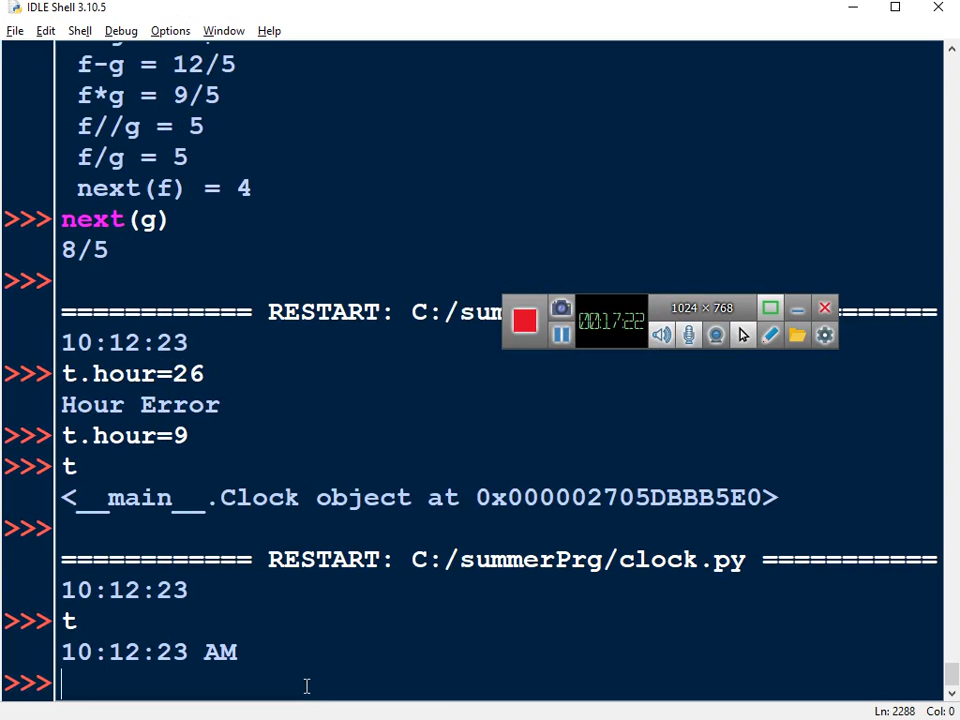 IDLE Shell 3.10.5
File Edit Shell Debug Options Window Help
f-g = 12/5
f*g = 9/5
f//g = 5
f/g = 5
next(f) = 4
>>> next(g)
8/5
>>>
============ RESTART: C:/sum =======
00:17:22
1024 × 768
10:12:23
>>> t.hour=26
Hour Error
>>> t.hour=9
>>> t
<__main__.Clock object at 0x000002705DBBB5E0>
>>>
============ RESTART: C:/summerPrg/clock.py ===========
10:12:23
>>> t
10:12:23 AM
>>>
Ln: 2288 Col: 0